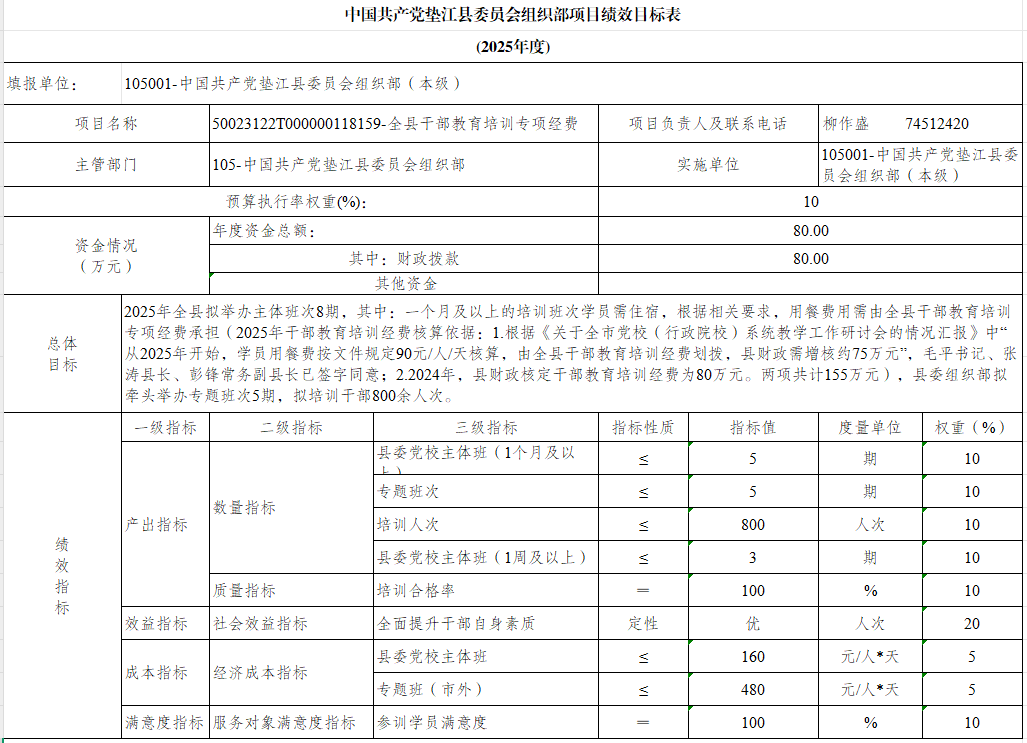 中国共产党垫江县委员会组织部项目绩效目标表
(2025年度)
填报单位： 105001-中国共产党垫江县委员会组织部（本级）
项目名称 50023122T000000118159-全县干部教育培训专项经费 项目负责人及联系电话 柳作盛 74512420
主管部门 105-中国共产党垫江县委员会组织部 实施单位 105001-中国共产党垫江县委
员会组织部（本级）
预算执行率权重(%)： 10
资金情况
（万元）
年度资金总额： 80.00
其中：财政拨款 80.00
其他资金
总体
目标
2025年全县拟举办主体班次8期，其中：一个月及以上的培训班次学员需住宿，根据相关要求，用餐费用需由全县干部教育培训
专项经费承担（2025年干部教育培训经费核算依据：1.根据《关于全市党校（行政院校）系统教学工作研讨会的情况汇报》中“
从2025年开始，学员用餐费按文件规定90元/人/天核算，由全县干部教育培训经费划拨，县财政需增核约75万元”，毛平书记、张
涛县长、彭锋常务副县长已签字同意；2.2024年，县财政核定干部教育培训经费为80万元。两项共计155万元），县委组织部拟
牵头举办专题班次5期，拟培训干部800余人次。
绩
效
指
标
一级指标 二级指标 三级指标 指标性质 指标值 度量单位 权重（%）
产出指标 数量指标 县委党校主体班（1个月及以
上） ≤ 5 期 10
专题班次 ≤ 5 期 10
培训人次 ≤ 800 人次 10
县委党校主体班（1周及以上） ≤ 3 期 10
质量指标 培训合格率 ＝ 100 % 10
效益指标 社会效益指标 全面提升干部自身素质 定性 优 人次 20
成本指标 经济成本指标 县委党校主体班 ≤ 160 元/人*天 5
专题班（市外） ≤ 480 元/人*天 5
满意度指标 服务对象满意度指标 参训学员满意度 ＝ 100 % 10